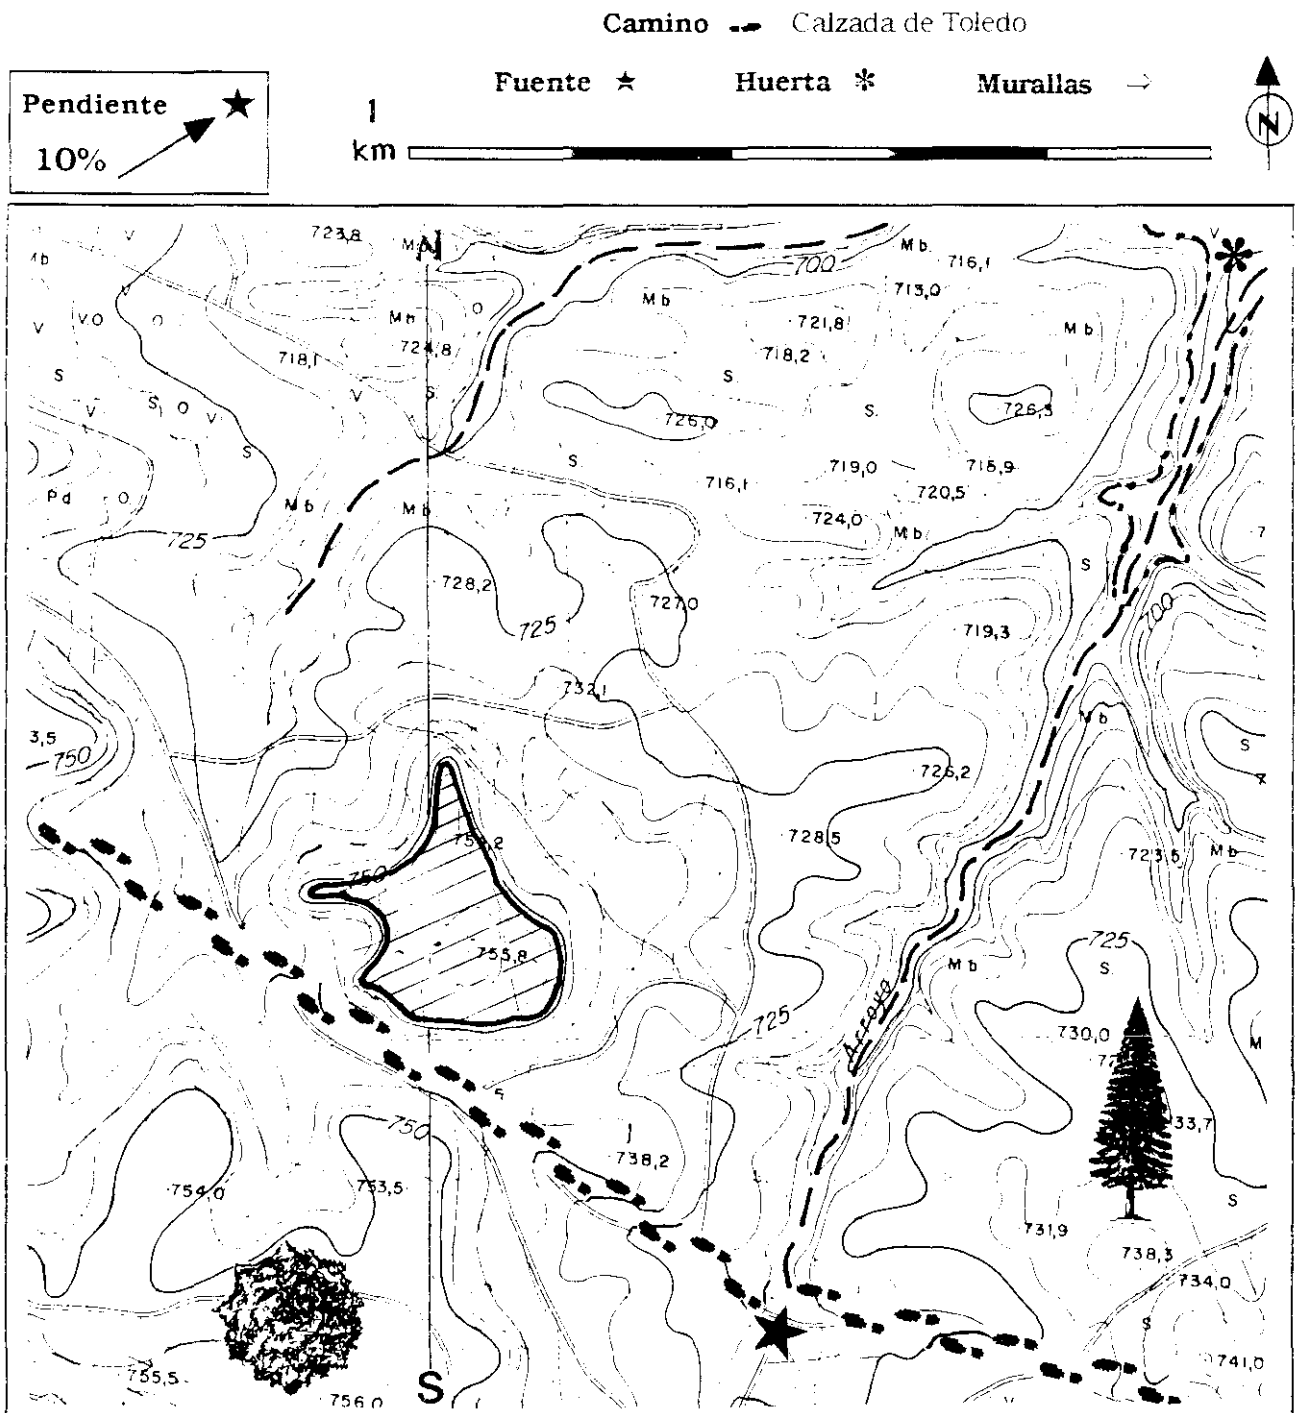 Camino Calzada de Toledo
Fuente ★ Huerta ✻ Murallas →
Pendiente ★
10%
1
km
N
723,8 Mb N Mb V
716,1
700
V
Mb 713,0
V V.O O Mb O 721,8 Mb
718,1 724,8 718,2
S V S. S
V S O V 726,0 S. 726,3
S S
716,1 719,0 715,9
Pd O. 720,5
Mb Mb 724,0 Mb
725
S
728,2 727,0 700
725 719,3
732,1
Mb
3,5 S
750
726,2
728,5
723,5 Mb
750
755,8 725
Mb S.
Arroyo
725 730,0 M
750 33,7
738,2
754,0 753,5 S
731,9
738,3
734,0
S
755,5 S 741,0
756,0 V